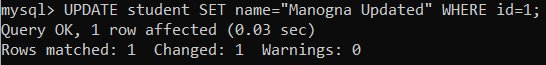 mysql> UPDATE student SET name="Manogna Updated" WHERE id=1;
Query OK, 1 row affected (0.03 sec)
Rows matched: 1  Changed: 1  Warnings: 0